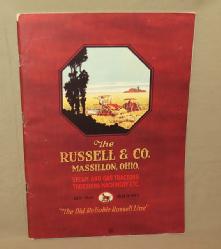 The
RUSSELL & CO.
MASSILLON, OHIO.
STEAM AND GAS TRACTORS
THRESHING MACHINERY ETC.
"The Old Reliable Russell Line"